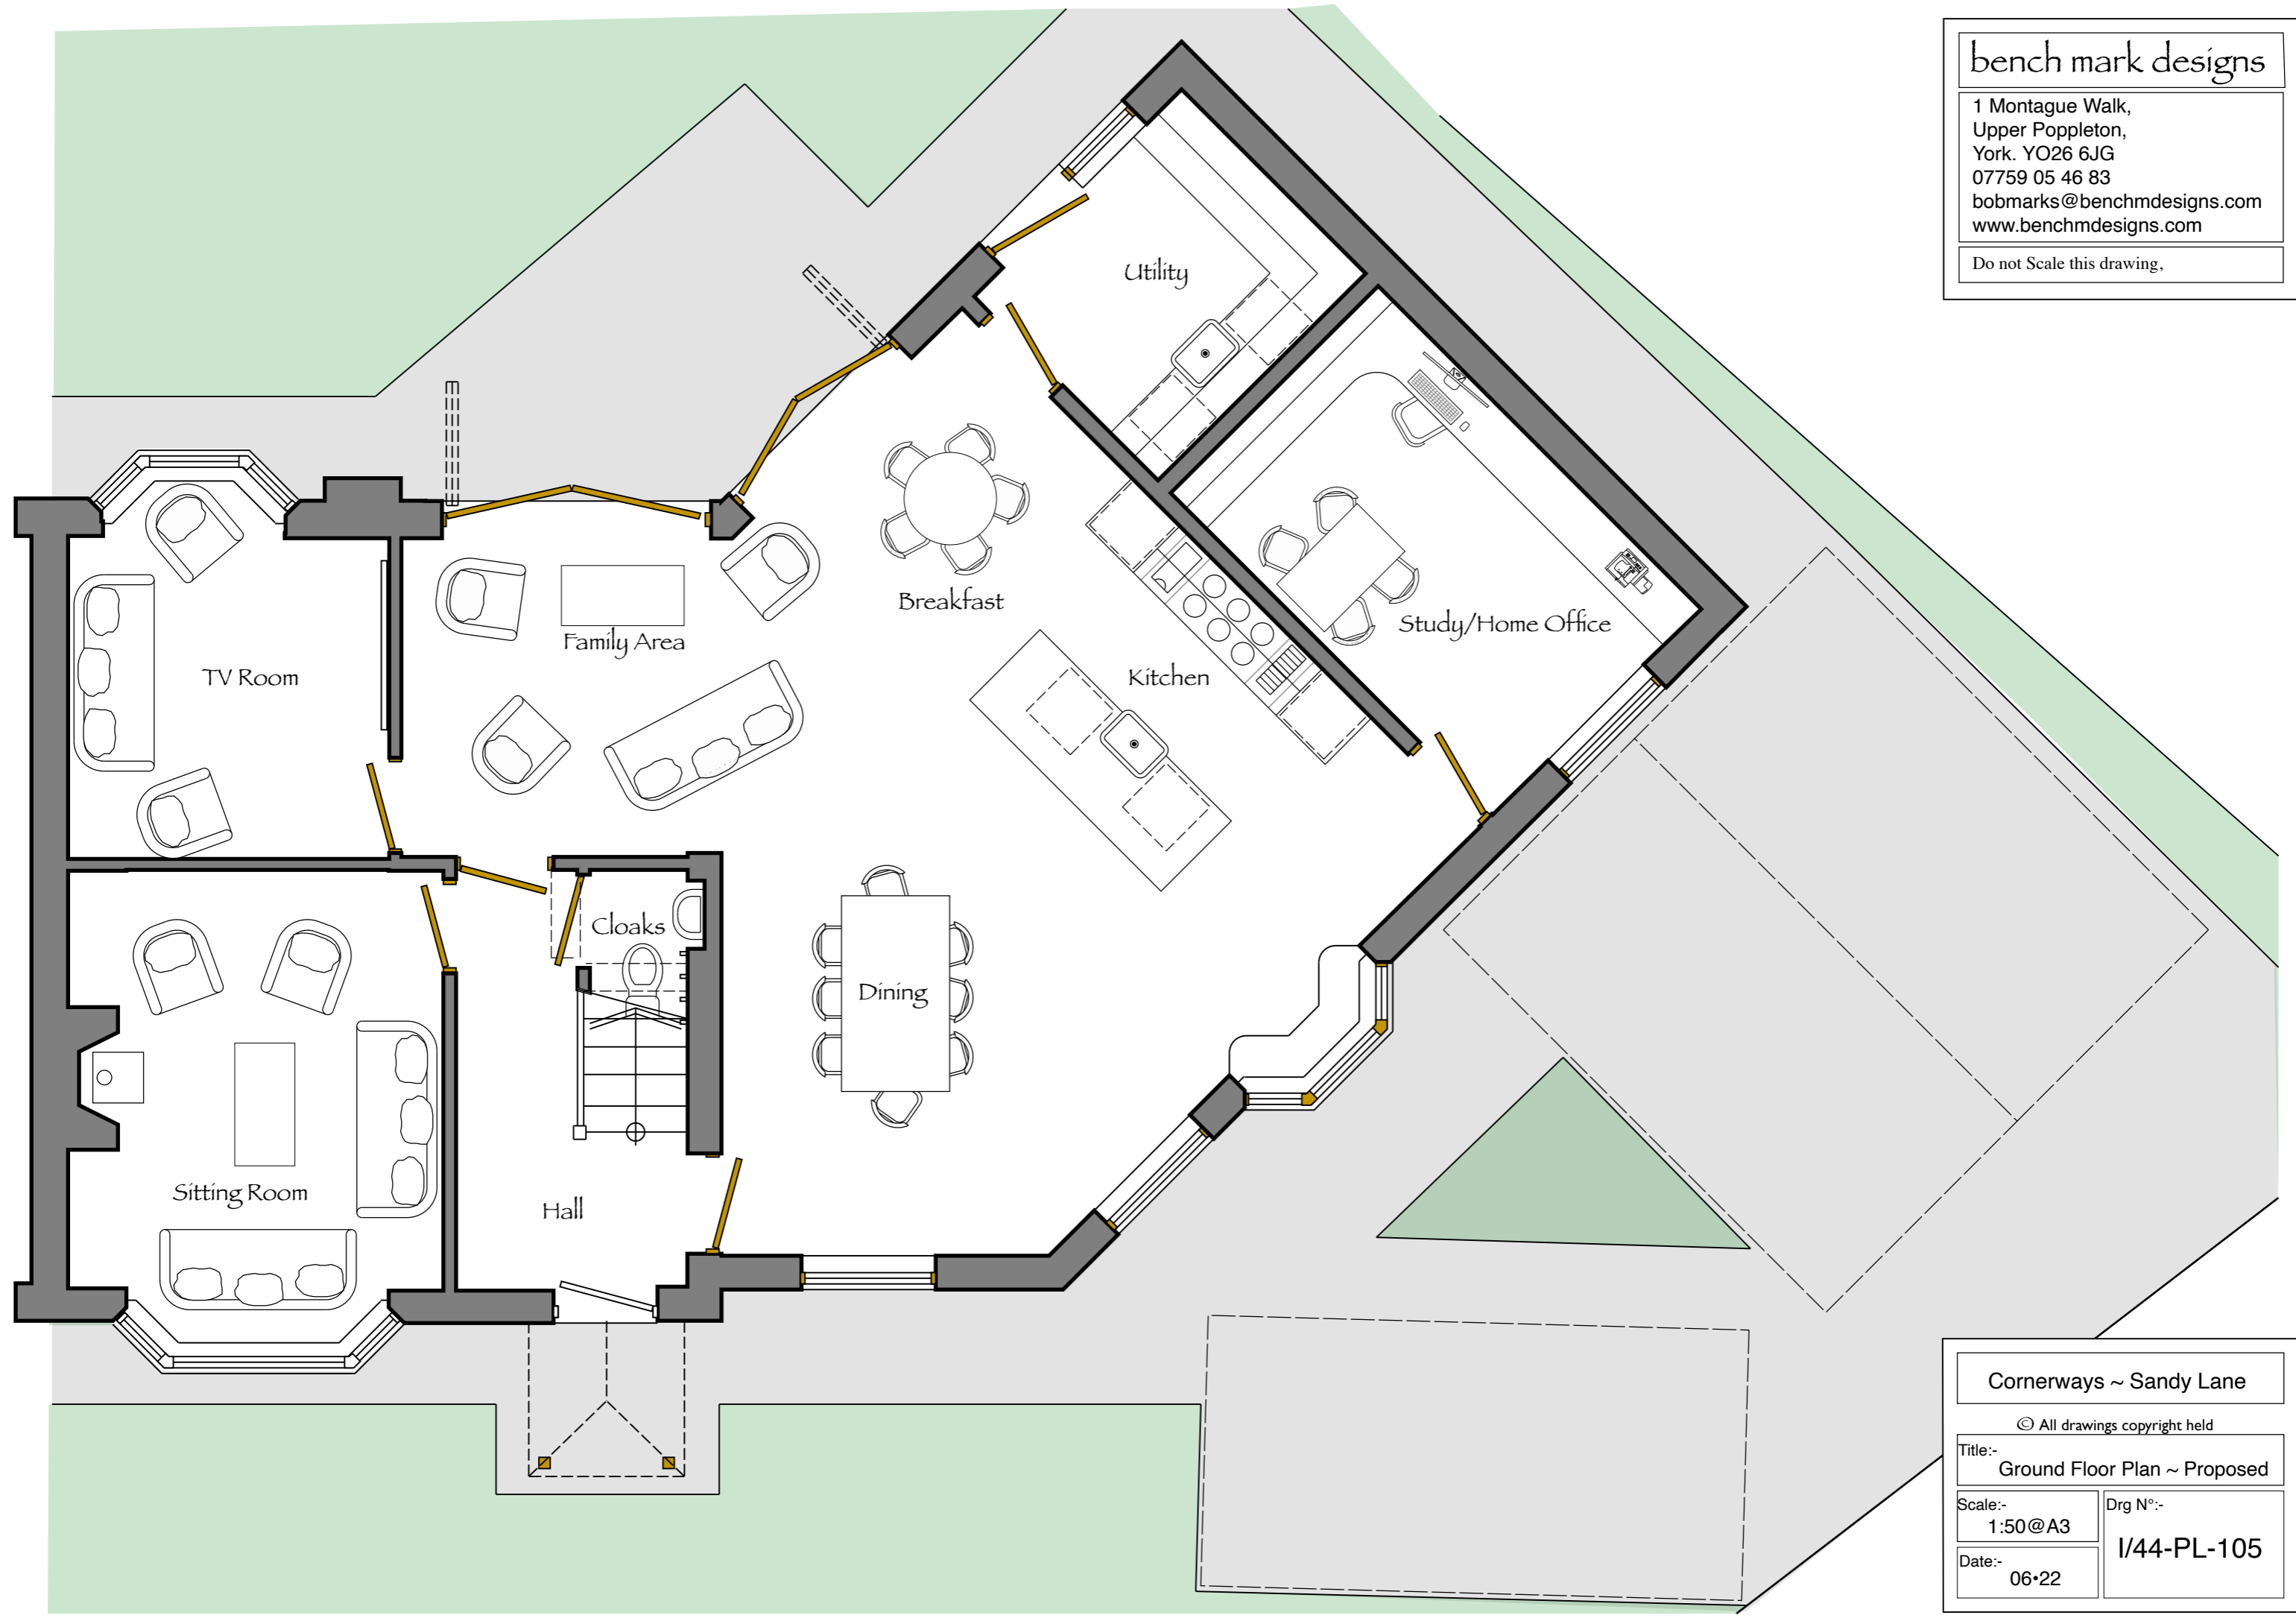 bench mark designs
1 Montague Walk,
Upper Poppleton,
York. YO26 6JG
07759 05 46 83
bobmarks@benchmdesigns.com
www.benchmdesigns.com
Do not Scale this drawing,
Utility
Breakfast
Study/Home Office
Family Area
TV Room
Kitchen
Cloaks
Dining
Sitting Room
Hall
Cornerways ~ Sandy Lane
© All drawings copyright held
Title:-
Ground Floor Plan ~ Proposed
Scale:-
1:50@A3
Drg N°:-
I/44-PL-105
Date:-
06•22